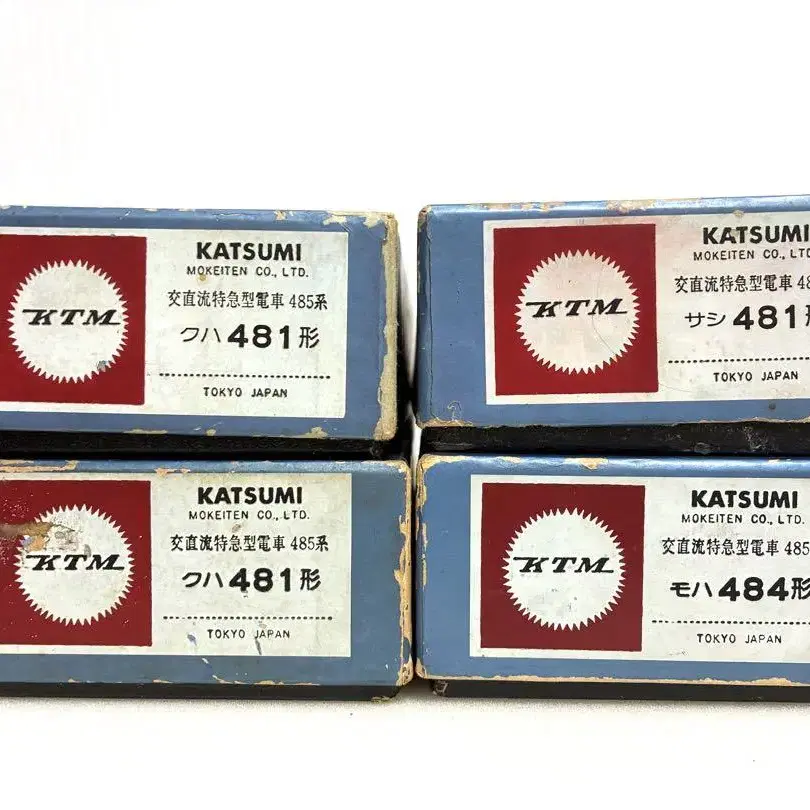 KTM
KATSUMI
MOKEITEN CO., LTD.
交直流特急型電車 485系
クハ481形
TOKYO JAPAN
KTM
KATSUMI
MOKEITEN CO., LTD.
交直流特急型電車 48
サシ 481形
TOKYO JAPAN
KTM
KATSUMI
MOKEITEN CO., LTD.
交直流特急型電車 485系
クハ481形
TOKYO JAPAN
KTM
KATSUMI
MOKEITEN CO., LTD.
交直流特急型電車 485
モハ484形
TOKYO JAPAN